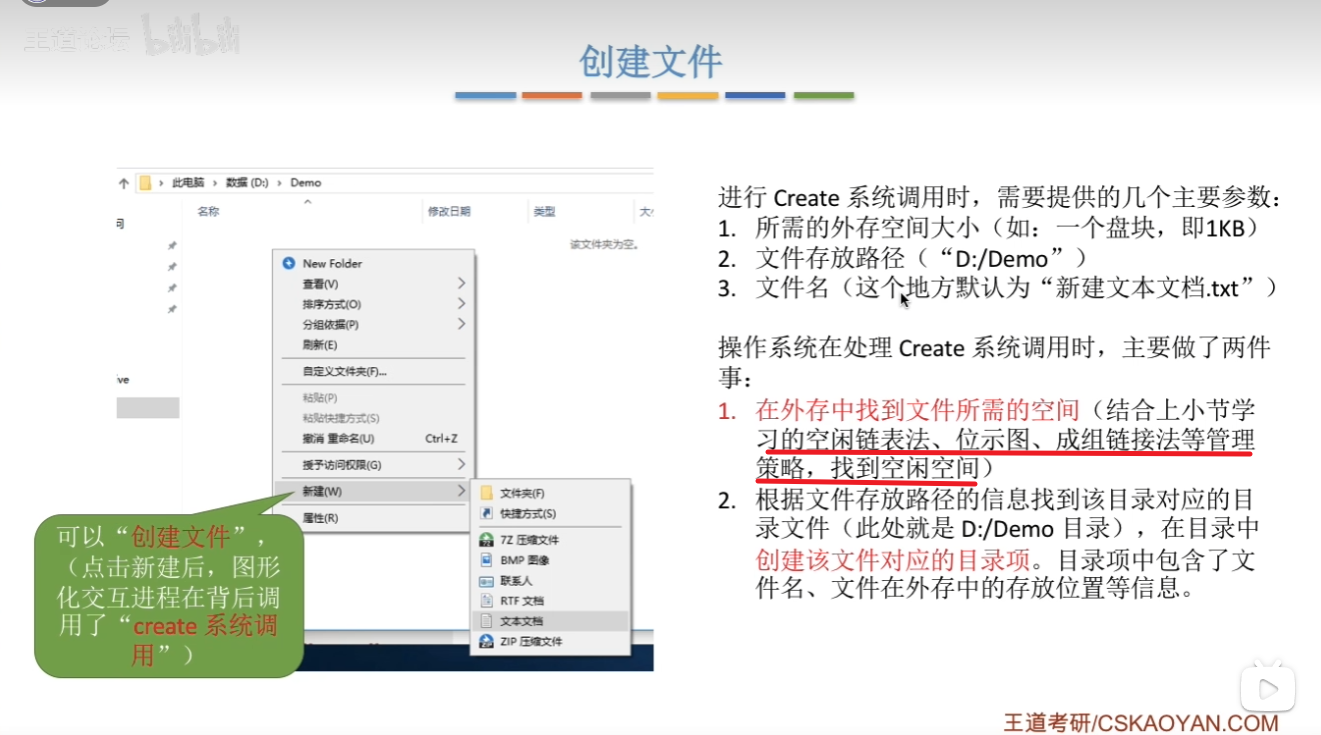 王道论坛 bilibili
创建文件
此电脑 › 数据 (D:) › Demo
名称 修改日期 类型
该文件夹为空。
New Folder
查看(V)
排序方式(O)
分组依据(P)
刷新(E)
自定义文件夹(F)...
粘贴(P)
粘贴快捷方式(S)
撤消 重命名(U) Ctrl+Z
授予访问权限(G)
新建(W)
属性(R)
文件夹(F)
快捷方式(S)
7Z 压缩文件
BMP 图像
联系人
RTF 文档
文本文档
ZIP 压缩文件
可以“创建文件”，
（点击新建后，图形
化交互进程在背后调
用了“create 系统调
用”）
进行 Create 系统调用时，需要提供的几个主要参数：
1. 所需的外存空间大小（如：一个盘块，即1KB）
2. 文件存放路径（“D:/Demo”）
3. 文件名（这个地方默认为“新建文本文档.txt”）
操作系统在处理 Create 系统调用时，主要做了两件
事：
1. 在外存中找到文件所需的空间（结合上小节学
习的空闲链表法、位示图、成组链接法等管理
策略，找到空闲空间）
2. 根据文件存放路径的信息找到该目录对应的目
录文件（此处就是 D:/Demo 目录），在目录中
创建该文件对应的目录项。目录项中包含了文
件名、文件在外存中的存放位置等信息。
王道考研/CSKAOYAN.COM